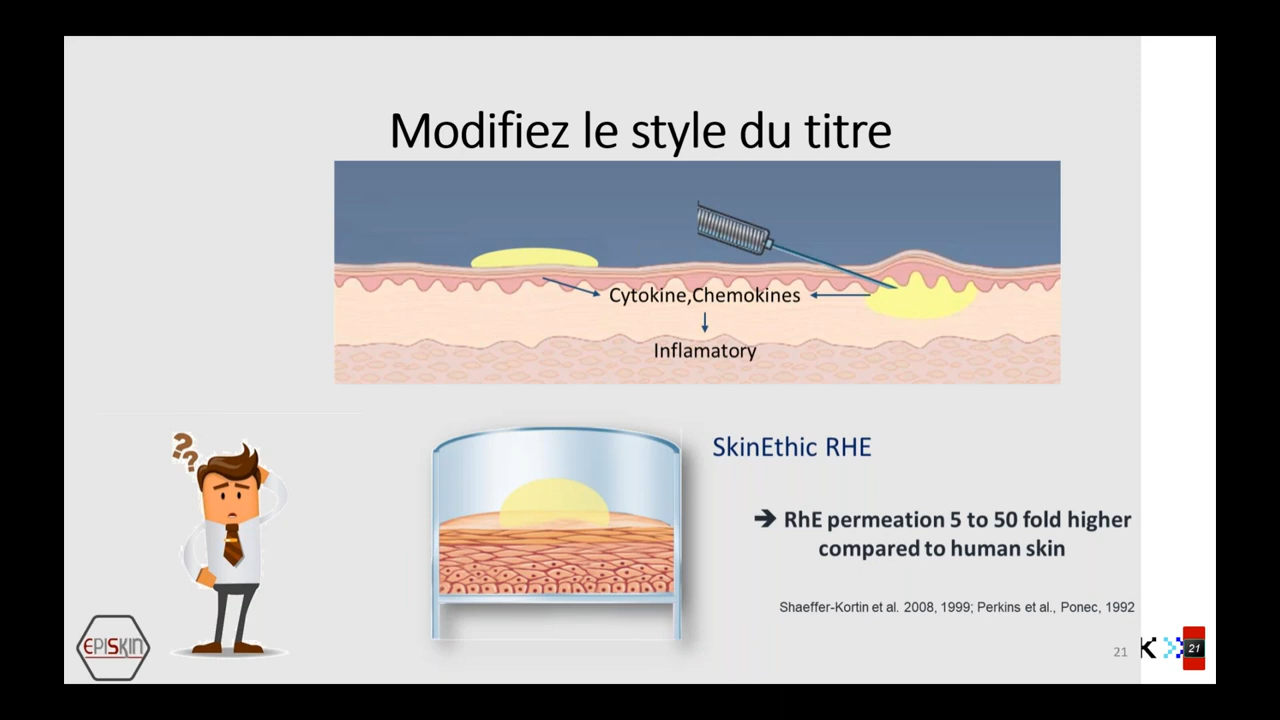 Modifiez le style du titre
Cytokine,Chemokines
Inflamatory
??
SkinEthic RHE
➔ RhE permeation 5 to 50 fold higher
compared to human skin
Shaeffer-Kortin et al. 2008, 1999; Perkins et al., Ponec, 1992
EPISKIN
21
K
21